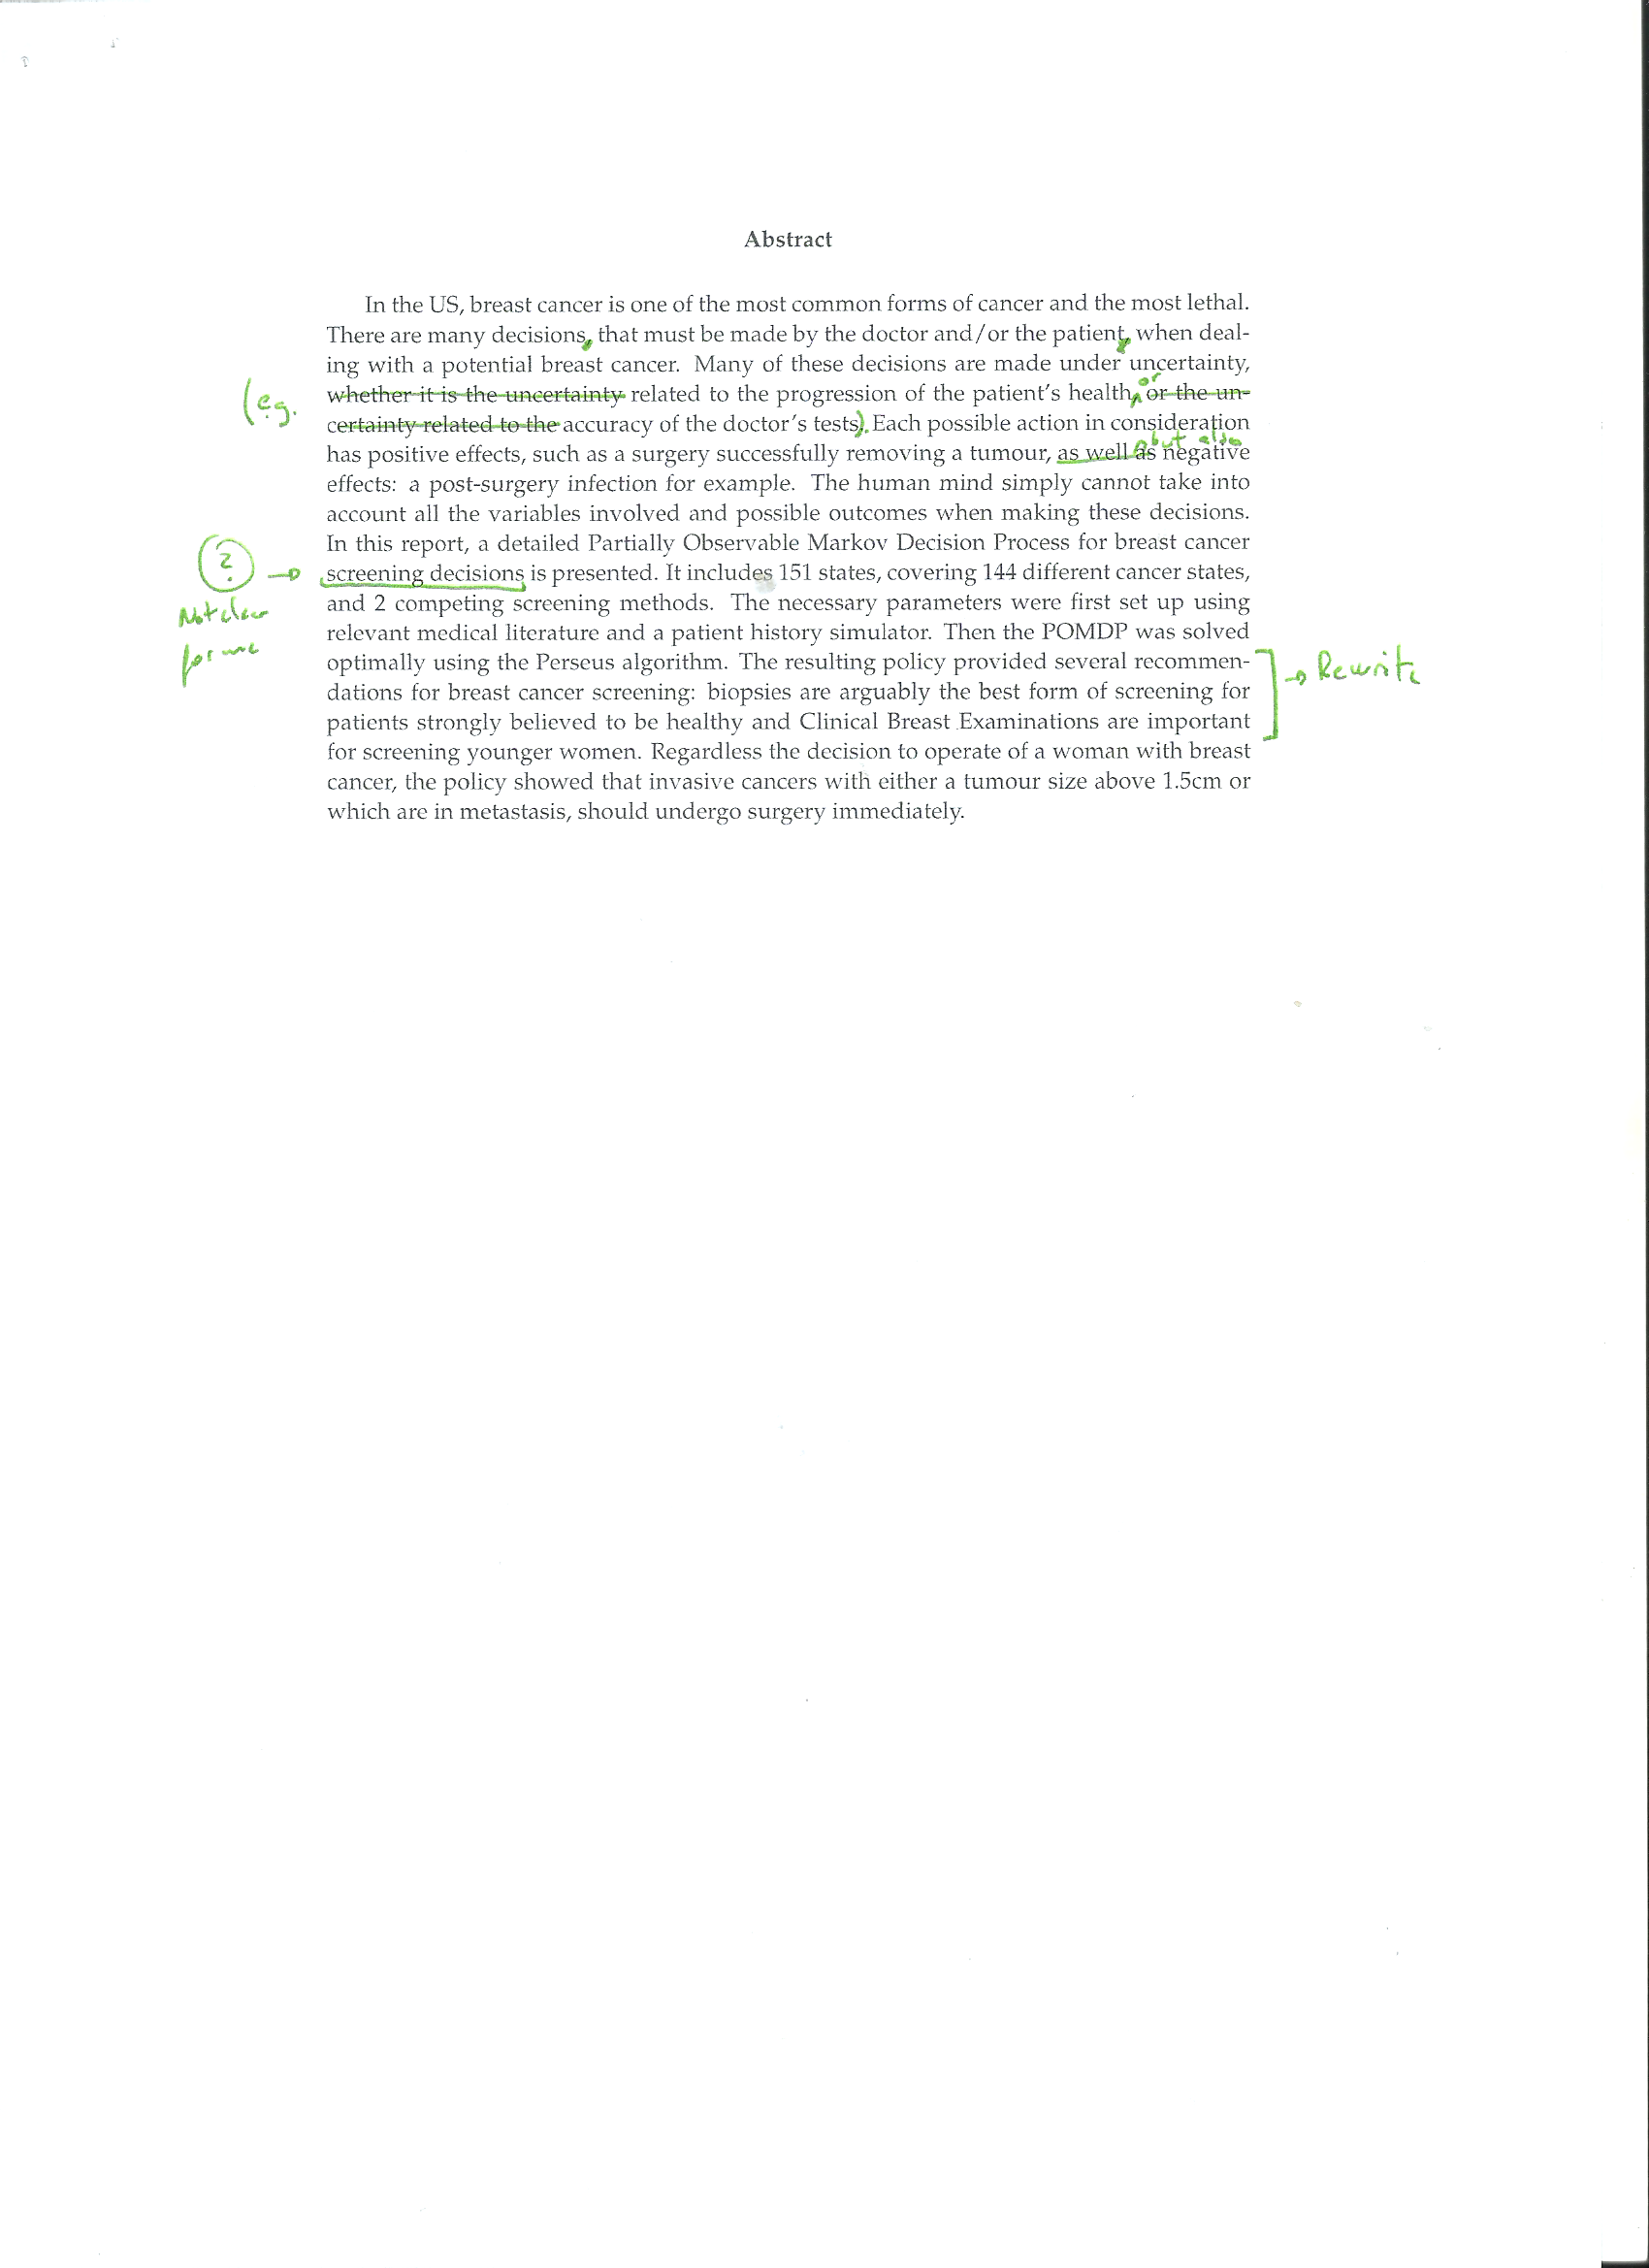 Abstract
In the US, breast cancer is one of the most common forms of cancer and the most lethal.
There are many decisions, that must be made by the doctor and/or the patient, when deal-
ing with a potential breast cancer. Many of these decisions are made under uncertainty,
or
(eg. whether it is the uncertainty related to the progression of the patient's health, or the un-
certainty related to the accuracy of the doctor's tests). Each possible action in consideration
but also
has positive effects, such as a surgery successfully removing a tumour, as well as negative
effects: a post-surgery infection for example. The human mind simply cannot take into
account all the variables involved and possible outcomes when making these decisions.
In this report, a detailed Partially Observable Markov Decision Process for breast cancer
? → screening decisions is presented. It includes 151 states, covering 144 different cancer states,
Not clear
and 2 competing screening methods. The necessary parameters were first set up using
relevant medical literature and a patient history simulator. Then the POMDP was solved
for me
optimally using the Perseus algorithm. The resulting policy provided several recommen-
→ Rewrite
dations for breast cancer screening: biopsies are arguably the best form of screening for
patients strongly believed to be healthy and Clinical Breast Examinations are important
for screening younger women. Regardless the decision to operate of a woman with breast
cancer, the policy showed that invasive cancers with either a tumour size above 1.5cm or
which are in metastasis, should undergo surgery immediately.